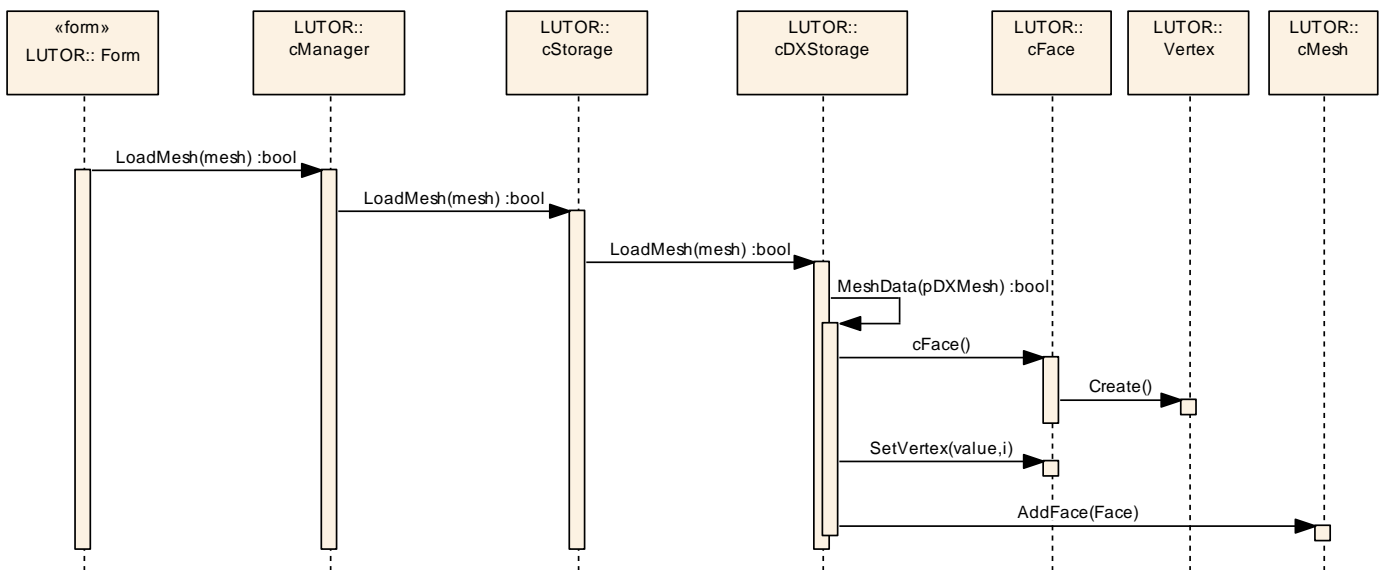 «form»
LUTOR:: Form
LUTOR::
cManager
LUTOR::
cStorage
LUTOR::
cDXStorage
LUTOR::
cFace
LUTOR::
Vertex
LUTOR::
cMesh
LoadMesh(mesh) :bool
LoadMesh(mesh) :bool
LoadMesh(mesh) :bool
MeshData(pDXMesh) :bool
cFace()
Create()
SetVertex(value,i)
AddFace(Face)